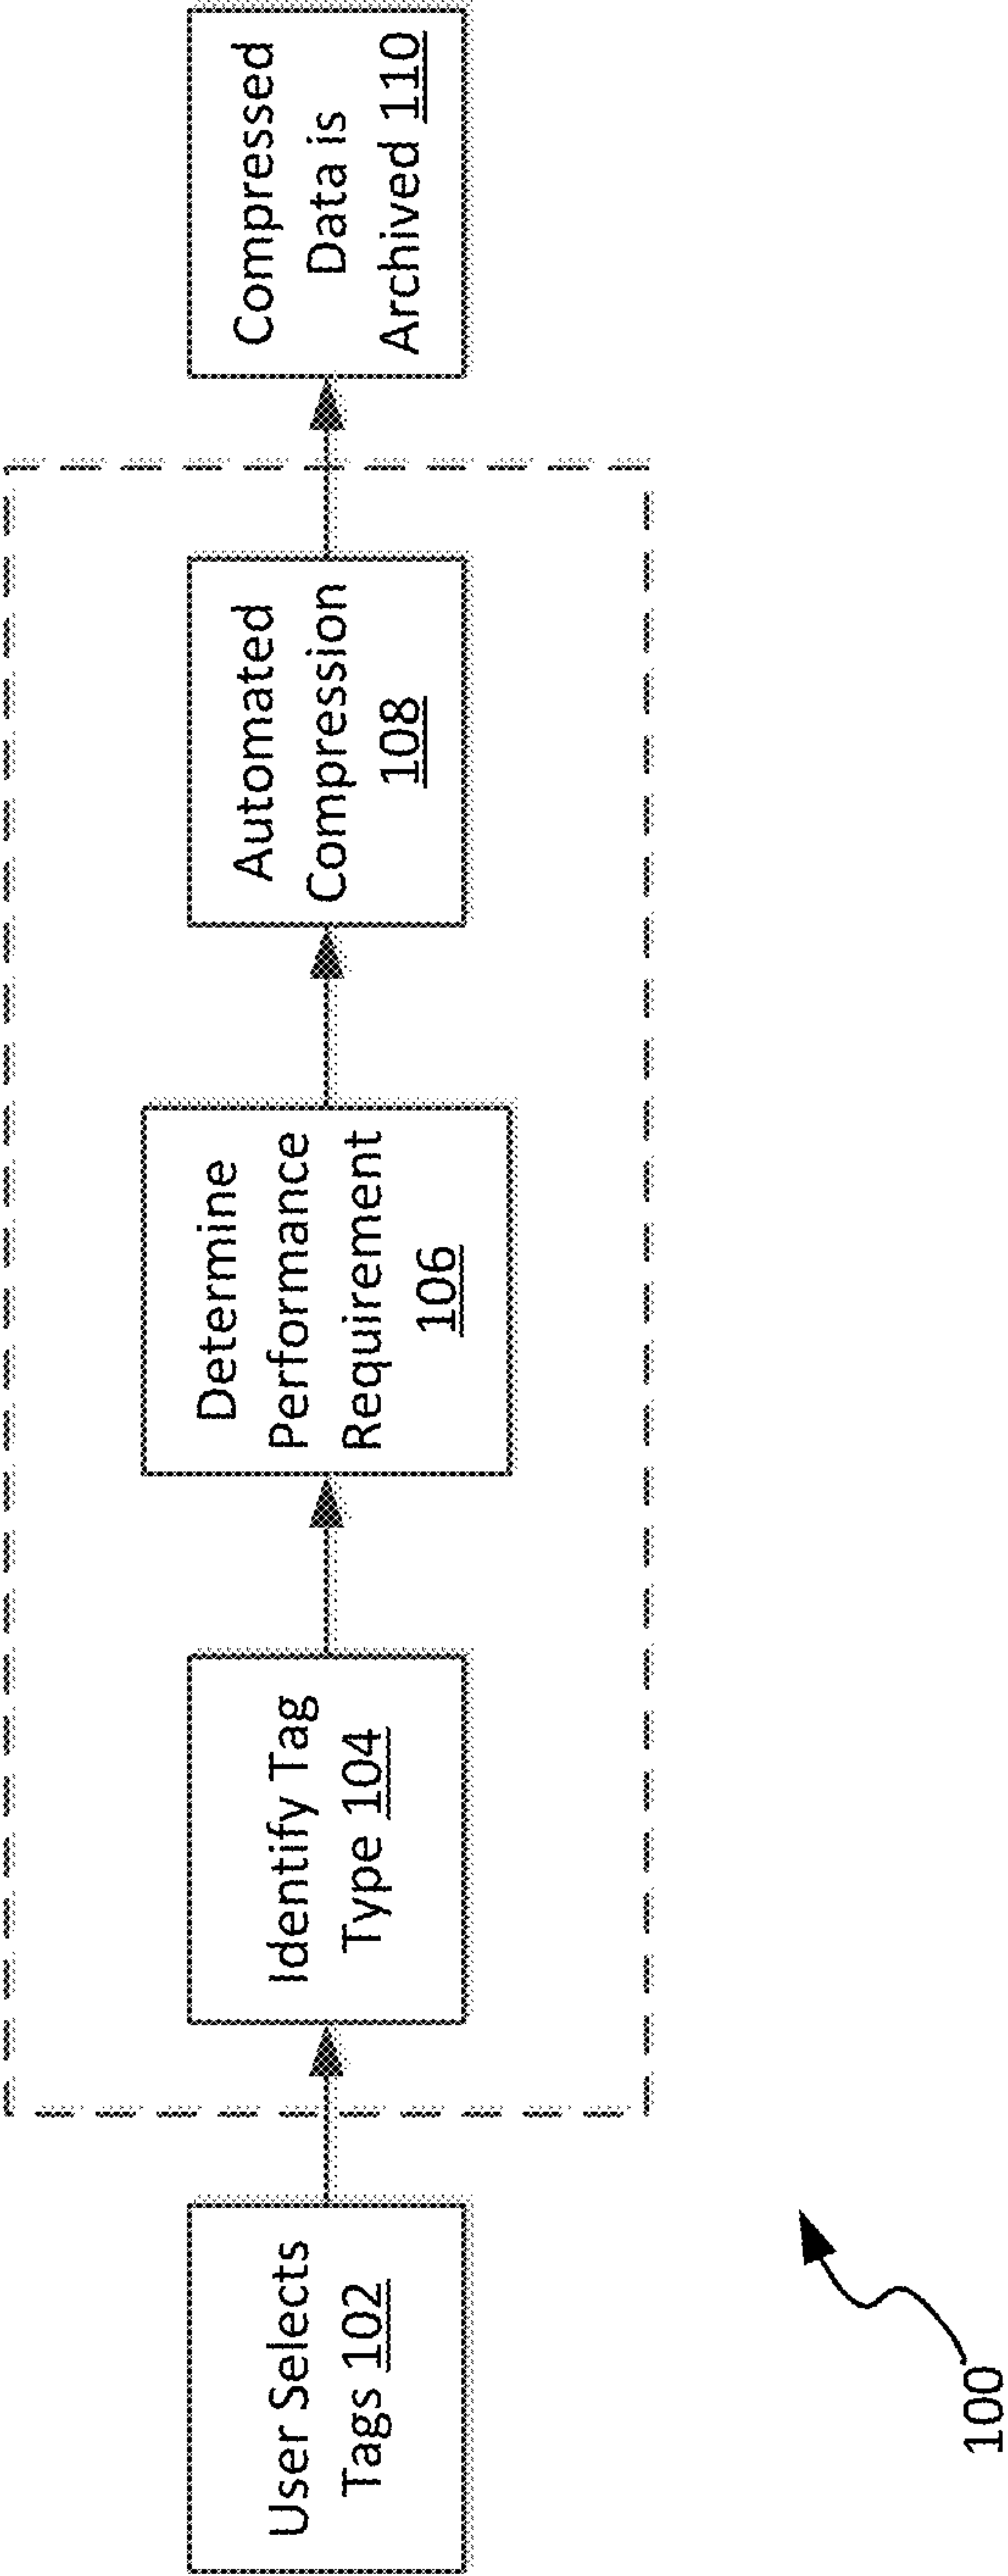 User Selects
Tags 102
Identify Tag
Type 104
Determine
Performance
Requirement
106
Automated
Compression
108
Compressed
Data is
Archived 110
100